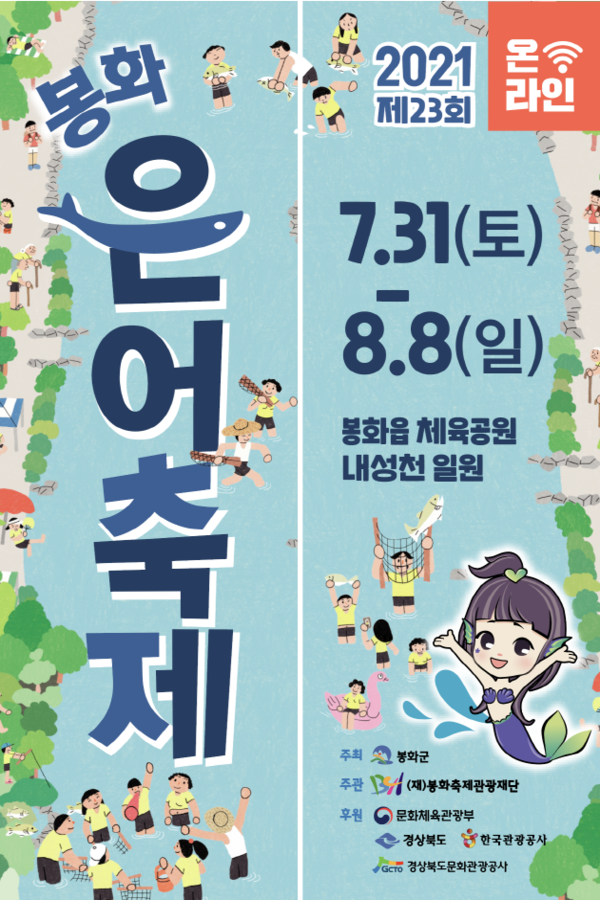 봉화
은어축제
2021
제23회
온
라인
7.31(토)
-
8.8(일)
봉화읍 체육공원
내성천 일원
주최 봉화군
주관 (재)봉화축제관광재단
후원 문화체육관광부
경상북도 한국관광공사
GCTO 경상북도문화관광공사